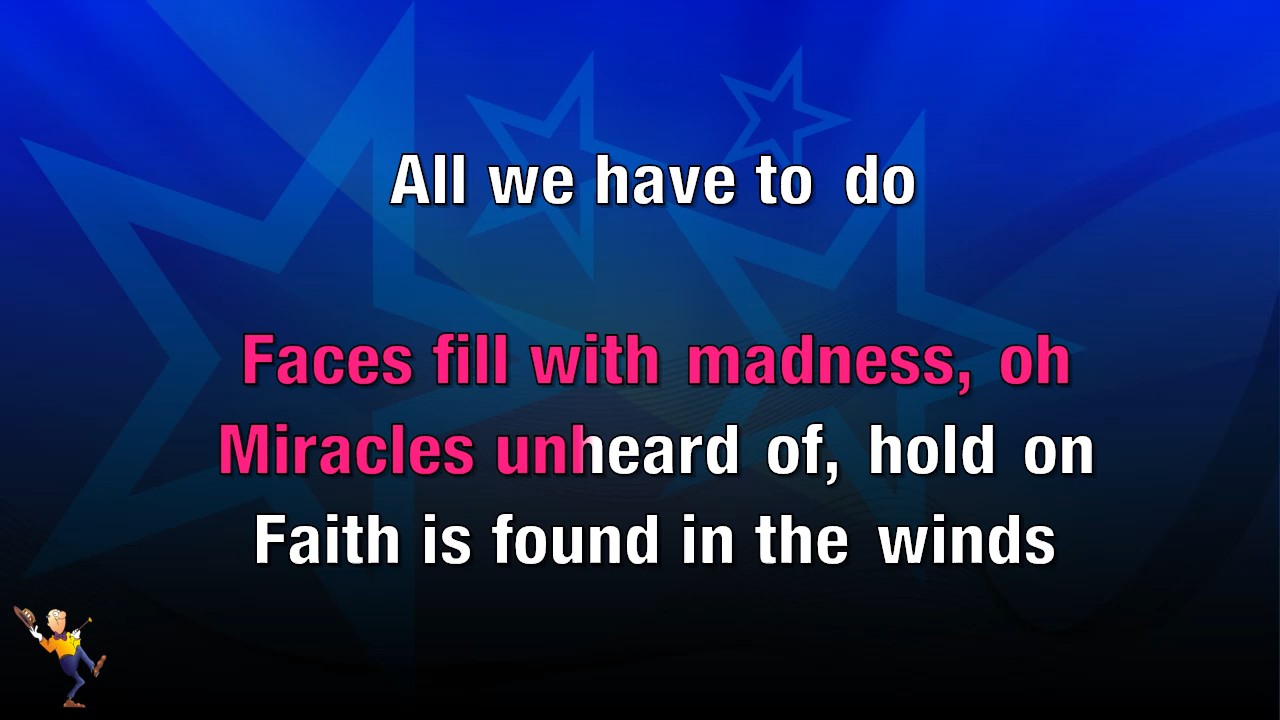 All we have to do
Faces fill with madness, oh
Miracles unheard of, hold on
Faith is found in the winds